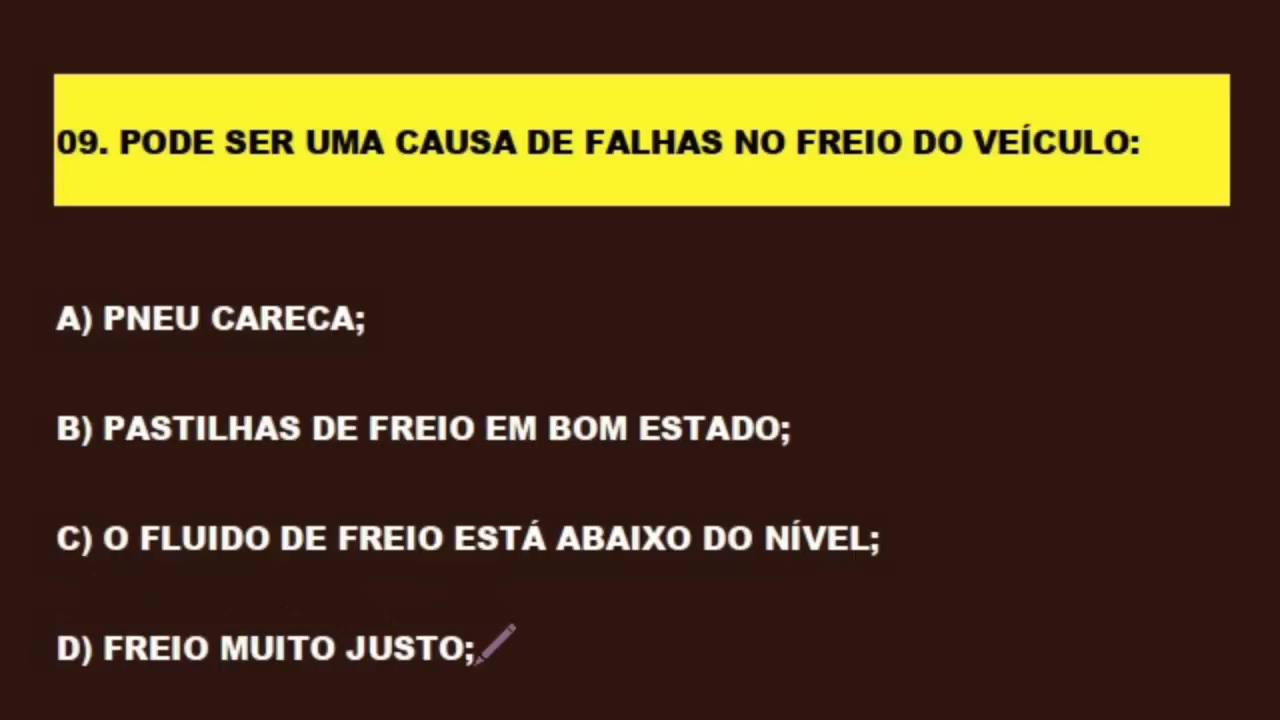 09. PODE SER UMA CAUSA DE FALHAS NO FREIO DO VEÍCULO:
A) PNEU CARECA;
B) PASTILHAS DE FREIO EM BOM ESTADO;
C) O FLUIDO DE FREIO ESTÁ ABAIXO DO NÍVEL;
D) FREIO MUITO JUSTO;